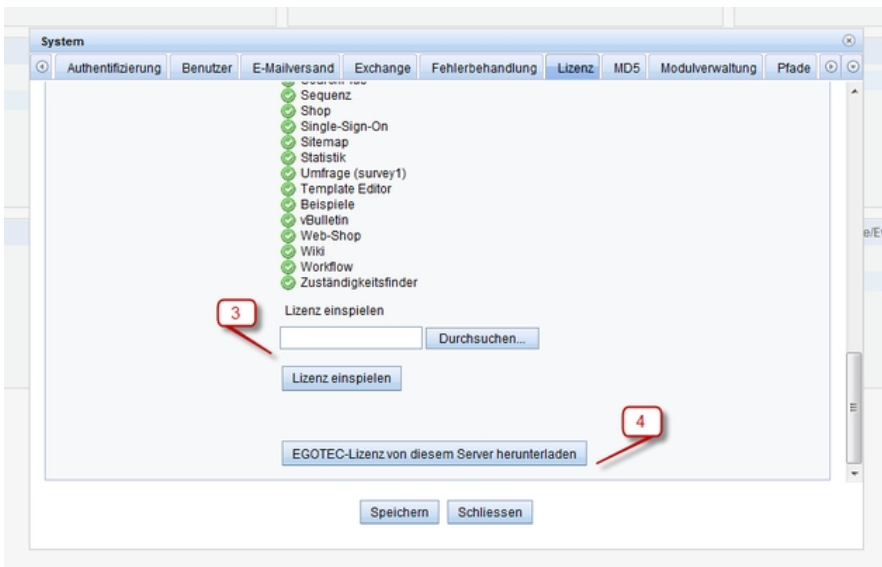 System
Authentifizierung Benutzer E-Mailversand Exchange Fehlerbehandlung Lizenz MD5 Modulverwaltung Pfade
Sequenz
Shop
Single-Sign-On
Sitemap
Statistik
Umfrage (survey1)
Template Editor
Beispiele
vBulletin
Web-Shop
Wiki
Workflow
Zuständigkeitsfinder
3
Lizenz einspielen
Durchsuchen...
Lizenz einspielen
4
EGOTEC-Lizenz von diesem Server herunterladen
Speichern Schliessen